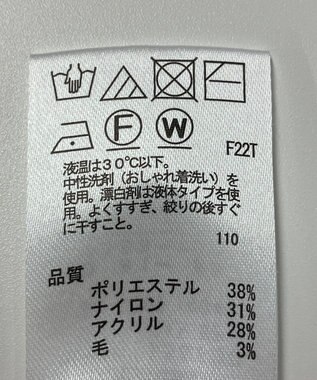 F W
F22T
液温は30℃以下。
中性洗剤(おしゃれ着洗い)を
使用。漂白剤は液体タイプを使
用。よくすすぎ、絞りの後すぐ
に干すこと。
110
品質
ポリエステル 38%
ナイロン 31%
アクリル 28%
毛 3%